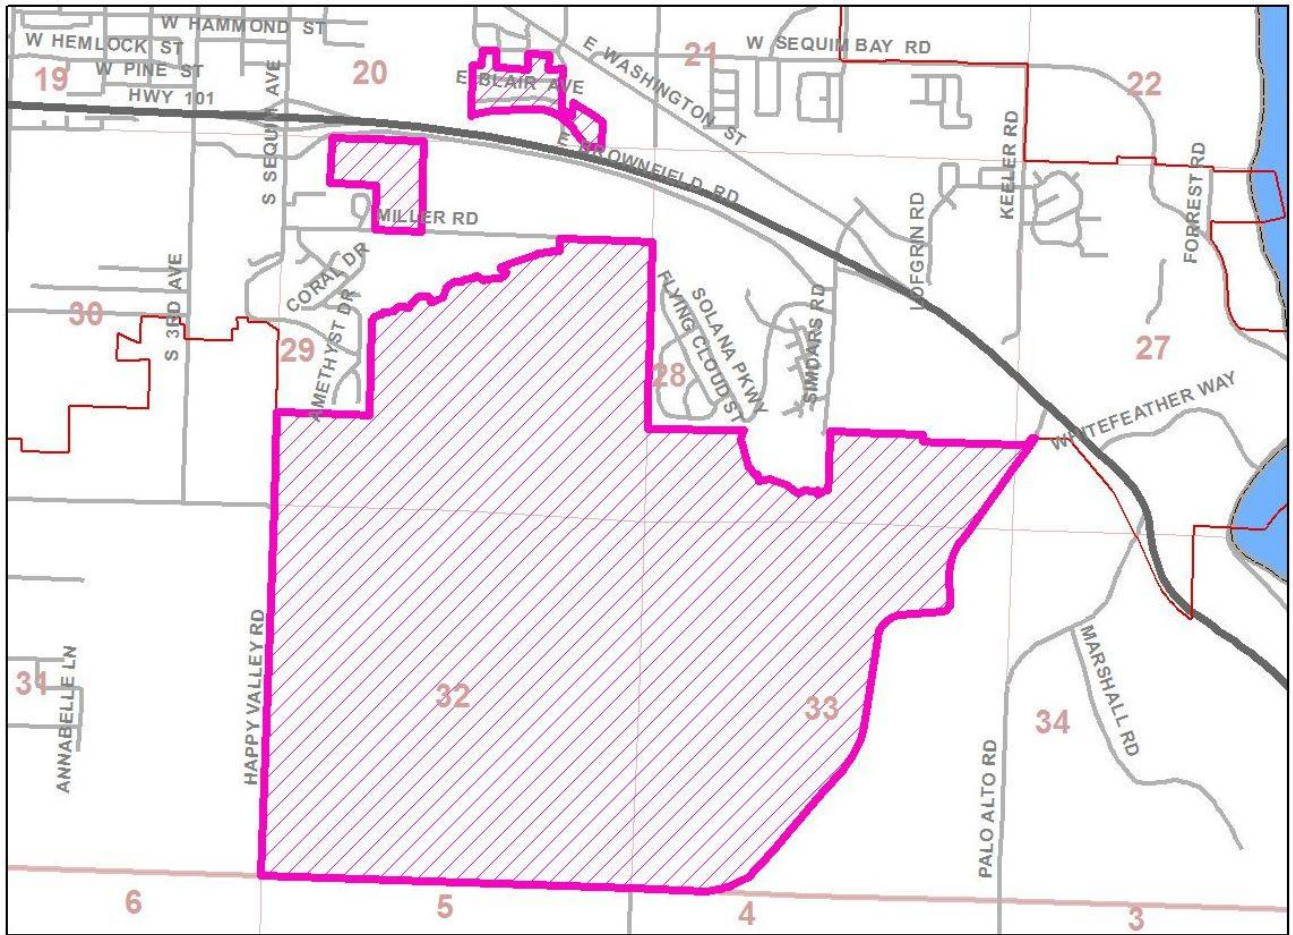 W HAMMOND ST
W HEMLOCK ST
W PINE ST
HWY 101
19
20
S SEQUIM AVE
E BLAIR AVE
E WASHINGTON ST
21
W SEQUIM BAY RD
22
E BROWNFIELD RD
KEELER RD
LOFGRIN RD
FORREST RD
MILLER RD
S 3RD AVE
CORAL DR
AMETHYST DR
30
29
FLYING CLOUD ST
SOLANA PKWY
28
SIMDARS RD
27
WHITEFEATHER WAY
HAPPY VALLEY RD
ANNABELLE LN
31
32
33
34
MARSHALL RD
PALO ALTO RD
6
5
4
3